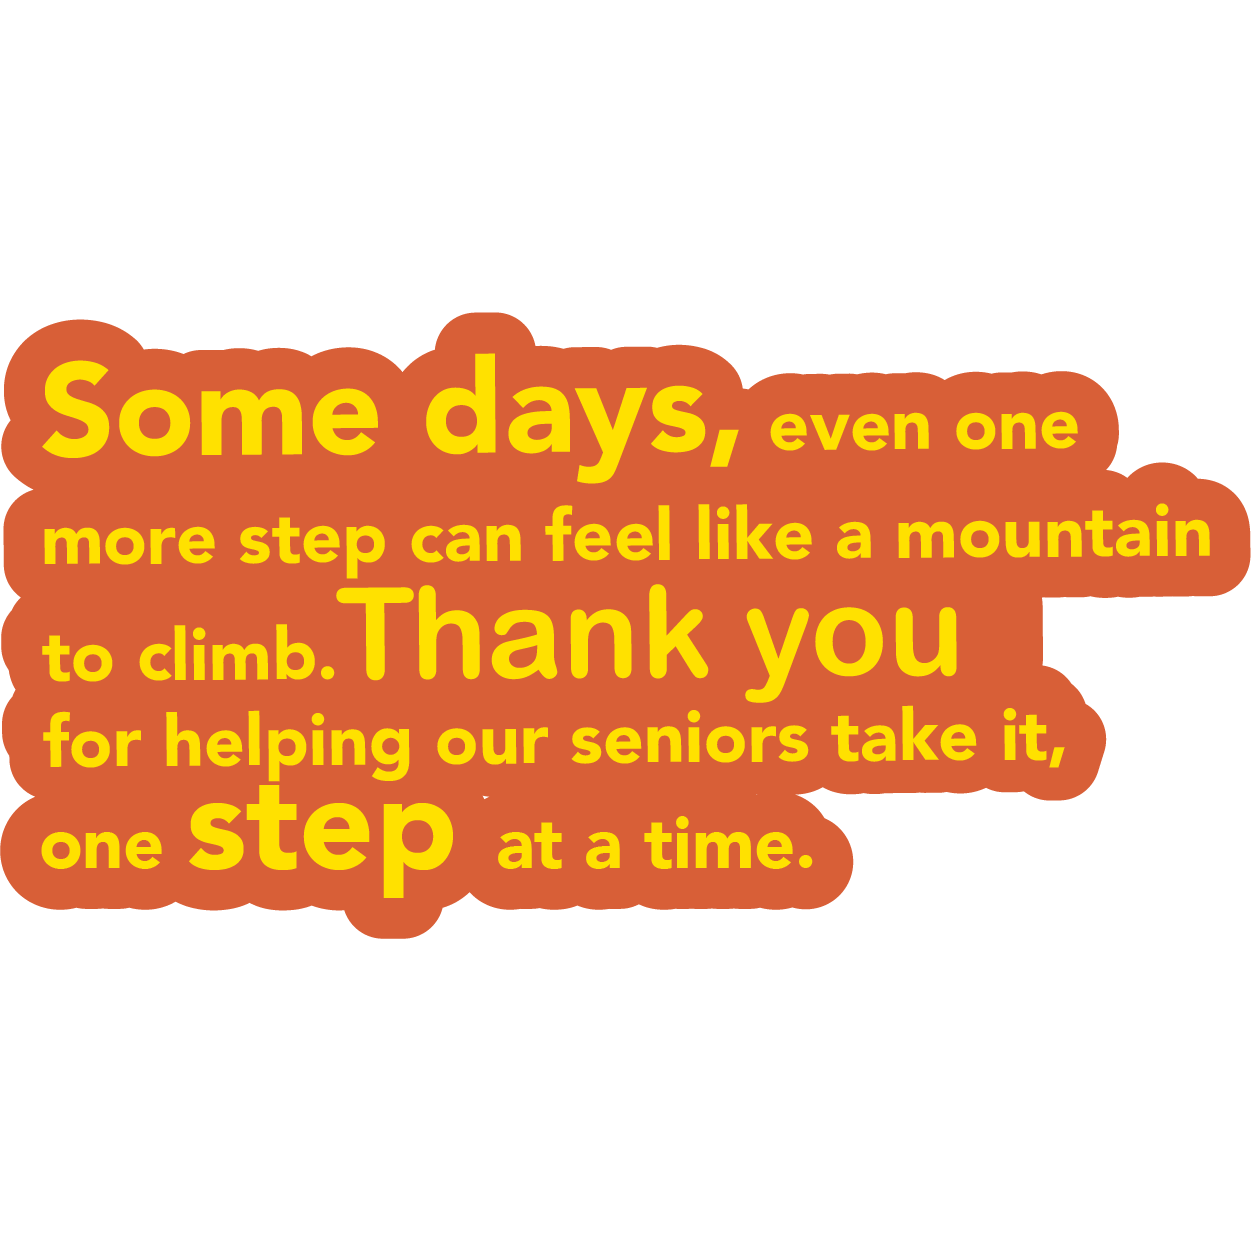 Some days, even one
more step can feel like a mountain
to climb. Thank you
for helping our seniors take it,
one step at a time.